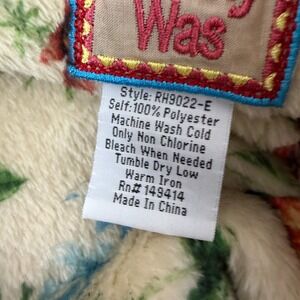 Was
Style: RH9022-E
Self:100% Polyester
Machine Wash Cold
Only Non Chlorine
Bleach When Needed
Tumble Dry Low
Warm Iron
Rn# 149414
Made In China